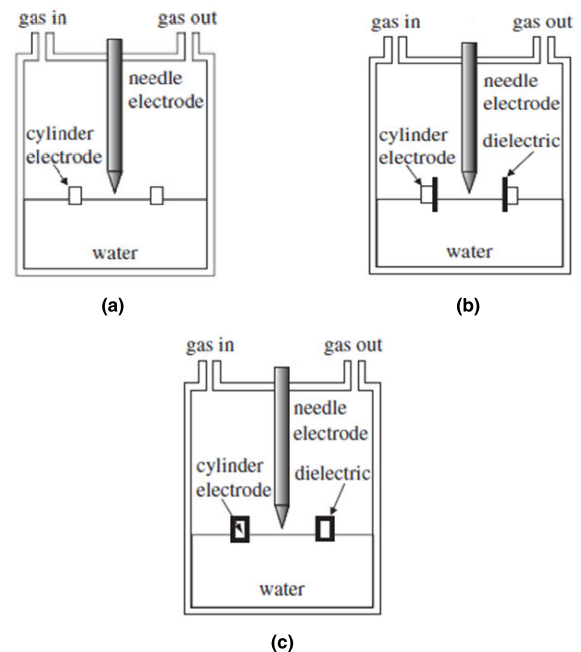 gas in
gas out
needle
electrode
cylinder
electrode
water
(a)
gas in
gas out
needle
electrode
cylinder
electrode
dielectric
water
(b)
gas in
gas out
needle
electrode
cylinder
electrode
dielectric
water
(c)